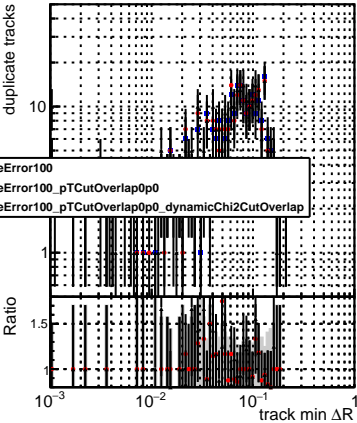 duplicate tracks
10
eError100
eError100_pTCutOverlap0p0
eError100_pTCutOverlap0p0_dynamicChi2CutOverlap
1
Ratio
1.5
1
10⁻³ 10⁻² 10⁻¹ 1
track min ΔR